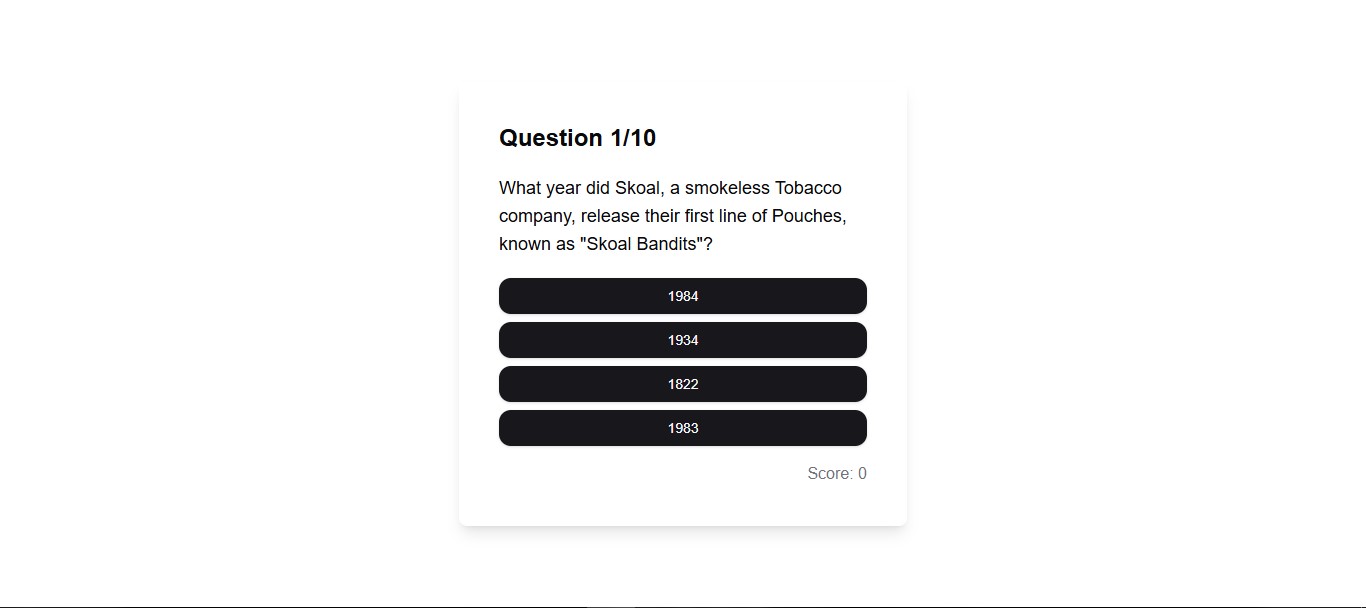 Question 1/10
What year did Skoal, a smokeless Tobacco
company, release their first line of Pouches,
known as "Skoal Bandits"?
1984
1934
1822
1983
Score: 0